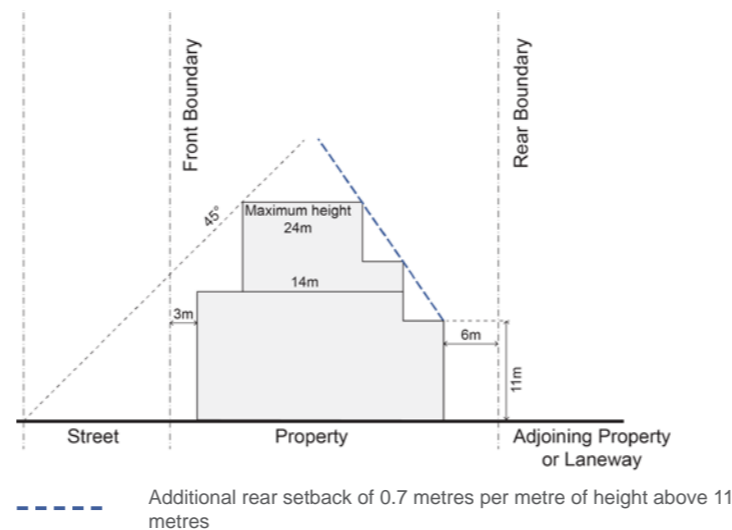 Front Boundary
Rear Boundary
45°
Maximum height
24m
14m
3m
6m
11m
Street
Property
Adjoining Property
or Laneway
Additional rear setback of 0.7 metres per metre of height above 11
metres